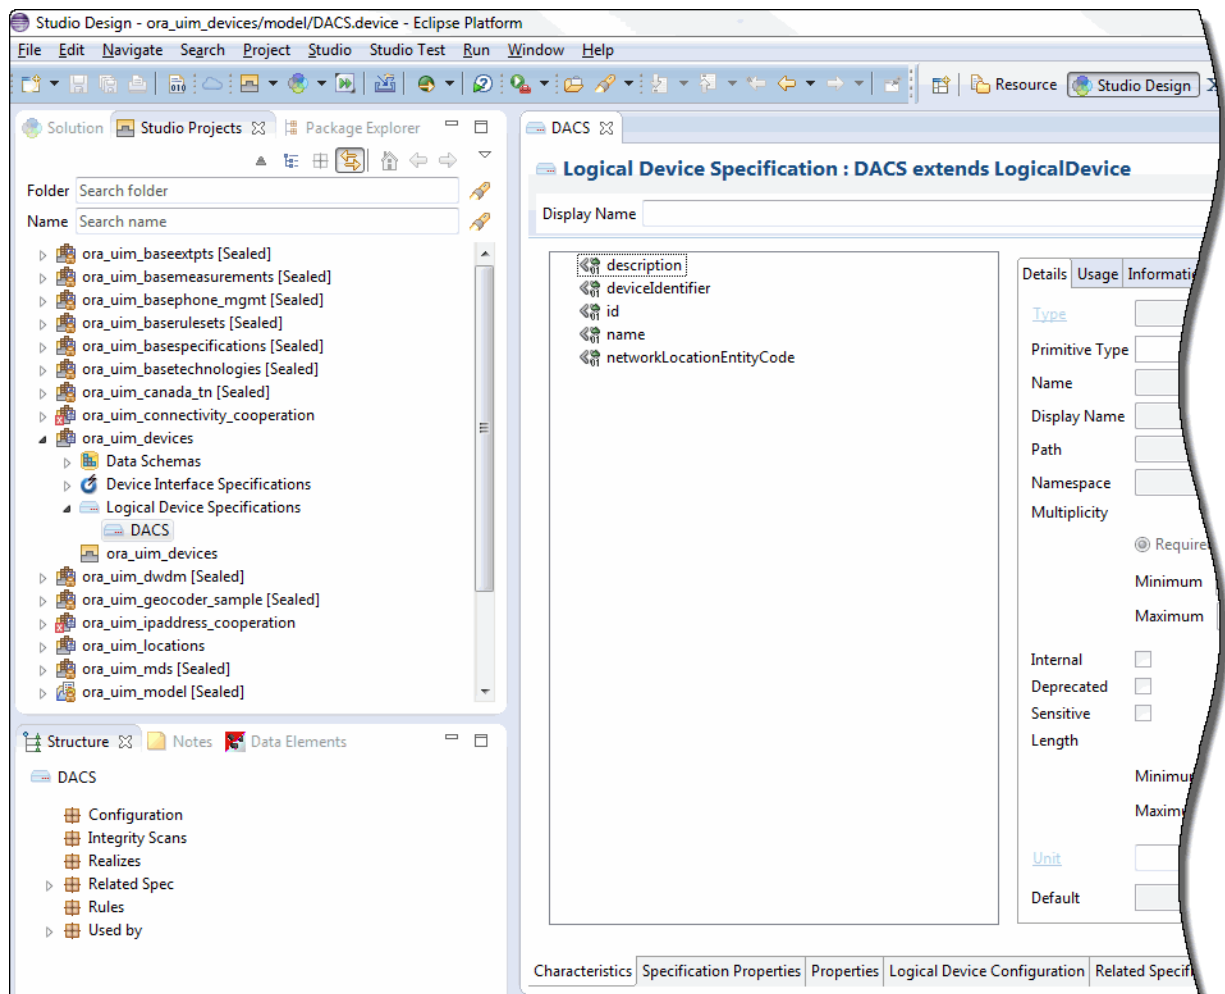 Studio Design - ora_uim_devices/model/DACS.device - Eclipse Platform
File Edit Navigate Search Project Studio Studio Test Run Window Help
Resource Studio Design
Solution Studio Projects Package Explorer
Folder Search folder
Name Search name
ora_uim_baseextpts [Sealed]
ora_uim_basemeasurements [Sealed]
ora_uim_basephone_mgmt [Sealed]
ora_uim_baserulesets [Sealed]
ora_uim_basespecifications [Sealed]
ora_uim_basetechnologies [Sealed]
ora_uim_canada_tn [Sealed]
ora_uim_connectivity_cooperation
ora_uim_devices
Data Schemas
Device Interface Specifications
Logical Device Specifications
DACS
ora_uim_devices
ora_uim_dwdm [Sealed]
ora_uim_geocoder_sample [Sealed]
ora_uim_ipaddress_cooperation
ora_uim_locations
ora_uim_mds [Sealed]
ora_uim_model [Sealed]
Structure Notes Data Elements
DACS
Configuration
Integrity Scans
Realizes
Related Spec
Rules
Used by
DACS
Logical Device Specification : DACS extends LogicalDevice
Display Name
description
deviceIdentifier
id
name
networkLocationEntityCode
Details Usage Informati
Type
Primitive Type
Name
Display Name
Path
Namespace
Multiplicity
Require
Minimum
Maximum
Internal
Deprecated
Sensitive
Length
Minimu
Maxim
Unit
Default
Characteristics Specification Properties Properties Logical Device Configuration Related Specif